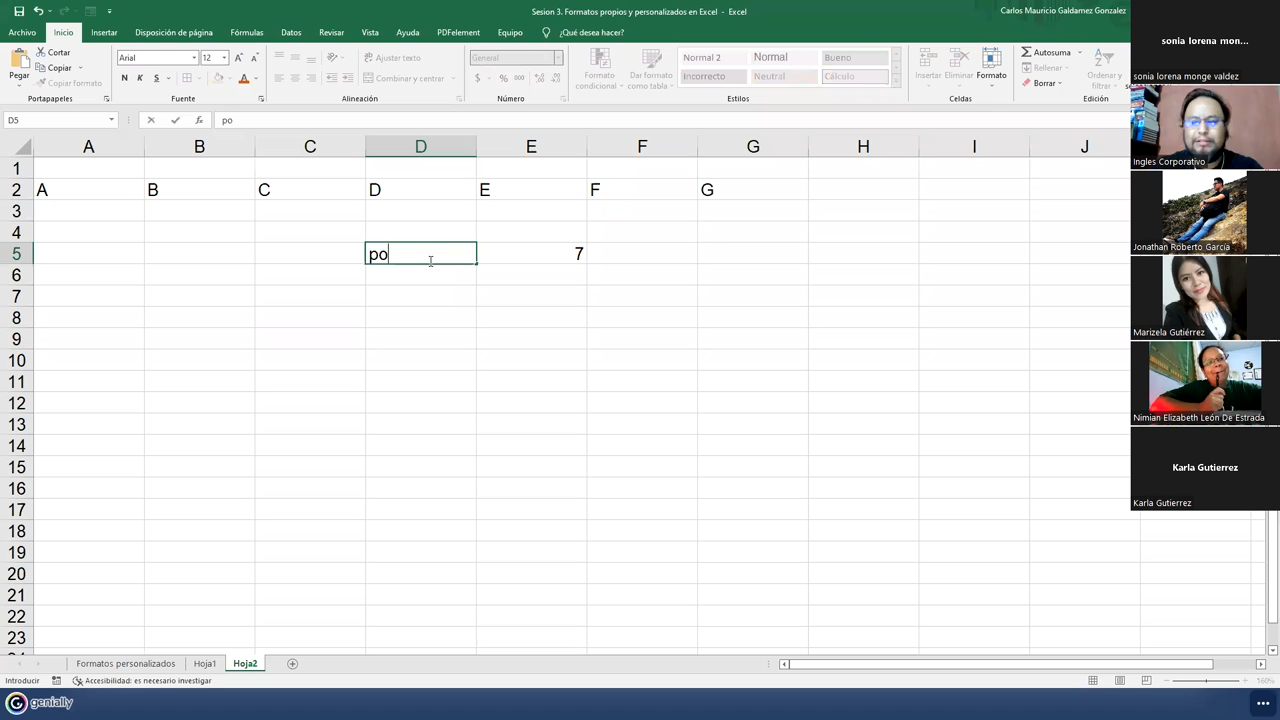 Sesion 3. Formatos propios y personalizados en Excel - Excel
Carlos Mauricio Galdamez Gonzalez
Archivo Inicio Insertar Disposición de página Fórmulas Datos Revisar Vista Ayuda PDFelement Equipo ¿Qué desea hacer?
Pegar
Cortar
Copiar
Copiar formato
Portapapeles
Arial 12
N K S
Fuente
Ajustar texto
Combinar y centrar
Alineación
General
$ % 000
Número
Formato condicional
Dar formato como tabla
Normal 2 Normal Bueno
Incorrecto Neutral Cálculo
Estilos
Insertar Eliminar Formato
Celdas
Autosuma
Rellenar
Borrar
Ordenar y filtrar
Edición
D5 fx po
A B C D E F G H I J
1
2 A B C D E F G
3
4
5 po 7
6
7
8
9
10
11
12
13
14
15
16
17
18
19
20
21
22
23
Formatos personalizados Hoja1 Hoja2
Introducir Accesibilidad: es necesario investigar 160%
genially
sonia lorena mon...
sonia lorena monge valdez
Ingles Corporativo
Jonathan Roberto García
Marizela Gutiérrez
Nimian Elizabeth León De Estrada
Karla Gutierrez
Karla Gutierrez